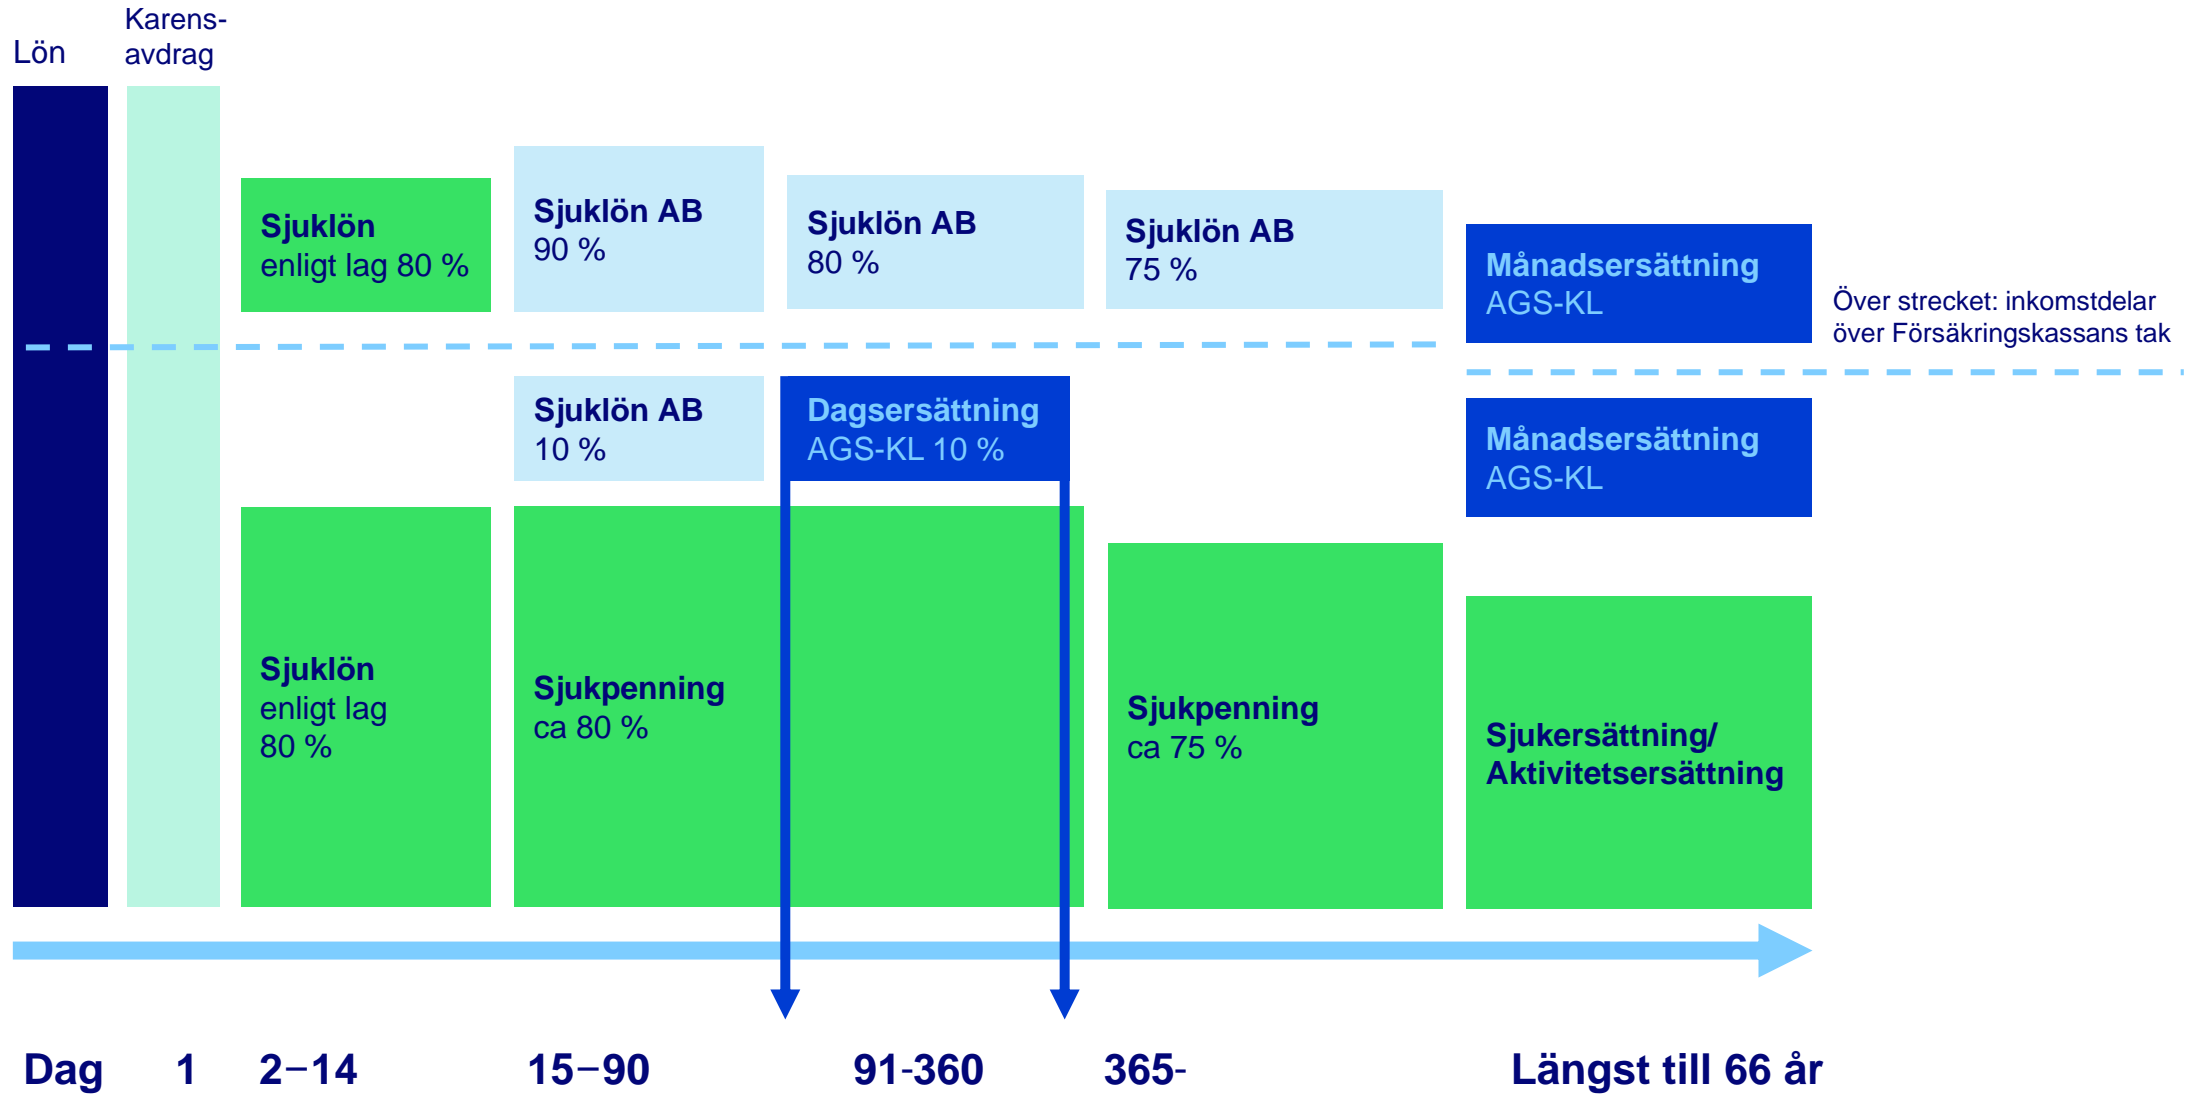 Lön
Karens-
avdrag
Sjuklön
enligt lag 80 %
Sjuklön AB
90 %
Sjuklön AB
80 %
Sjuklön AB
75 %
Månadsersättning
AGS-KL
Över strecket: inkomstdelar
över Försäkringskassans tak
Sjuklön AB
10 %
Dagsersättning
AGS-KL 10 %
Månadsersättning
AGS-KL
Sjuklön
enligt lag
80 %
Sjukpenning
ca 80 %
Sjukpenning
ca 75 %
Sjukersättning/
Aktivitetsersättning
Dag 1 2–14 15–90 91-360 365- Längst till 66 år